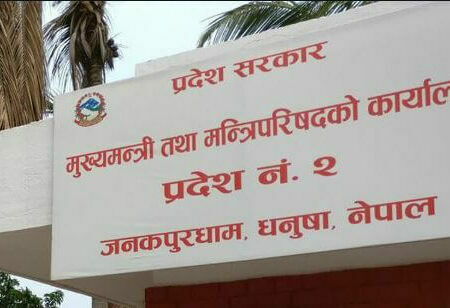 प्रदेश सरकार
मुख्यमन्त्री तथा मन्त्रिपरिषदको कार्याल
प्रदेश नं. २
जनकपुरधाम, धनुषा, नेपाल